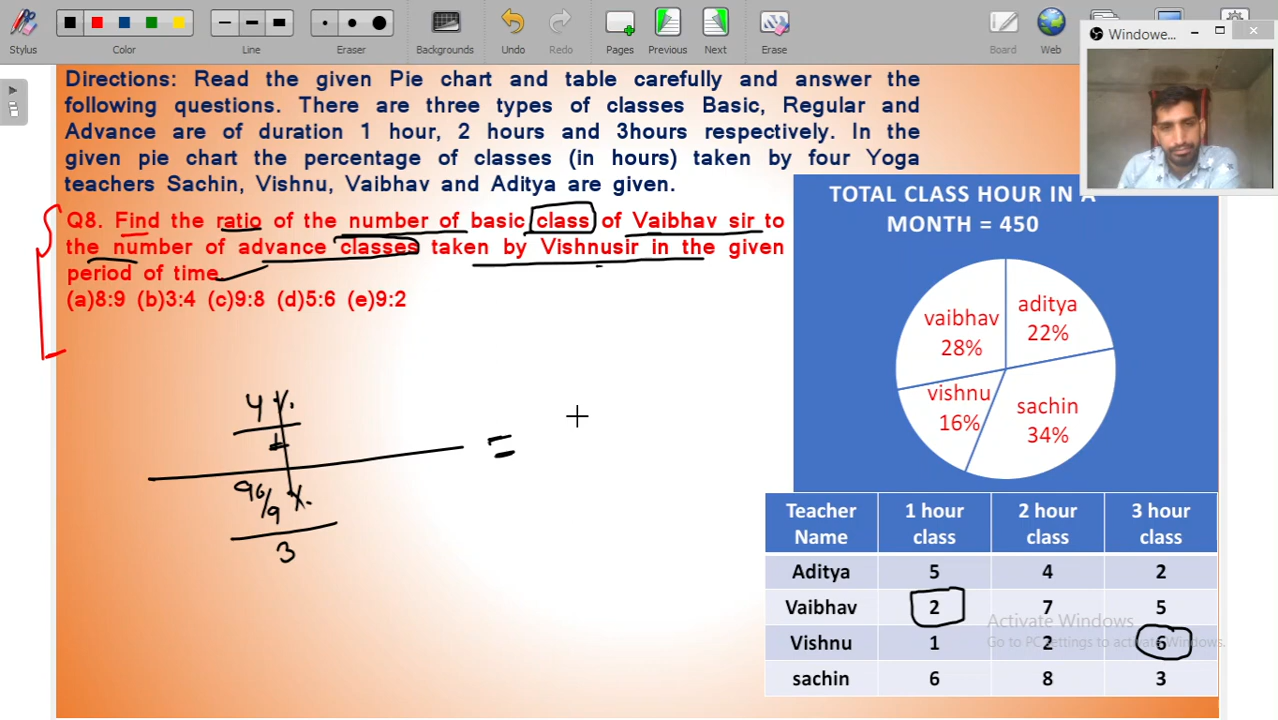 Stylus
Color
Line
Eraser
Backgrounds
Undo
Redo
Pages
Previous
Next
Erase
Board
Web
Windowe...
Directions: Read the given Pie chart and table carefully and answer the
following questions. There are three types of classes Basic, Regular and
Advance are of duration 1 hour, 2 hours and 3hours respectively. In the
given pie chart the percentage of classes (in hours) taken by four Yoga
teachers Sachin, Vishnu, Vaibhav and Aditya are given.
Q8. Find the ratio of the number of basic class of Vaibhav sir to
the number of advance classes taken by Vishnusir in the given
period of time
(a)8:9 (b)3:4 (c)9:8 (d)5:6 (e)9:2
4 %
1
96/9 %
3
=
TOTAL CLASS HOUR IN A
MONTH = 450
vaibhav
28%
aditya
22%
vishnu
16%
sachin
34%
Teacher Name 1 hour class 2 hour class 3 hour class
Aditya 5 4 2
Vaibhav 2 7 5
Vishnu 1 2 6
sachin 6 8 3
Activate Windows
Go to PC settings to activate Windows.